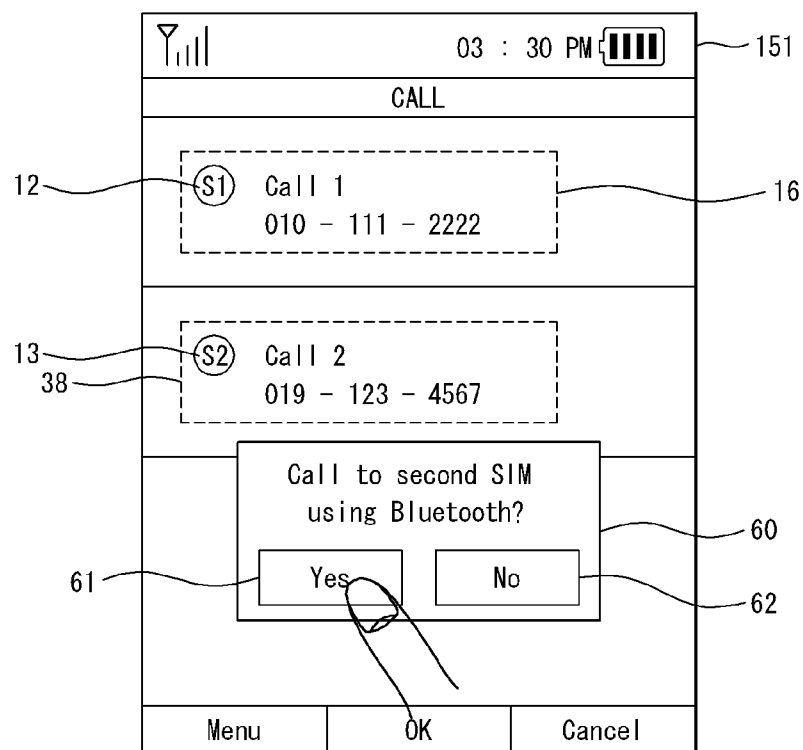 03 : 30 PM
151
CALL
12
S1
Call 1
16
010 - 111 - 2222
13
S2
Call 2
38
019 - 123 - 4567
Call to second SIM
using Bluetooth?
60
61
Yes
No
62
Menu
OK
Cancel